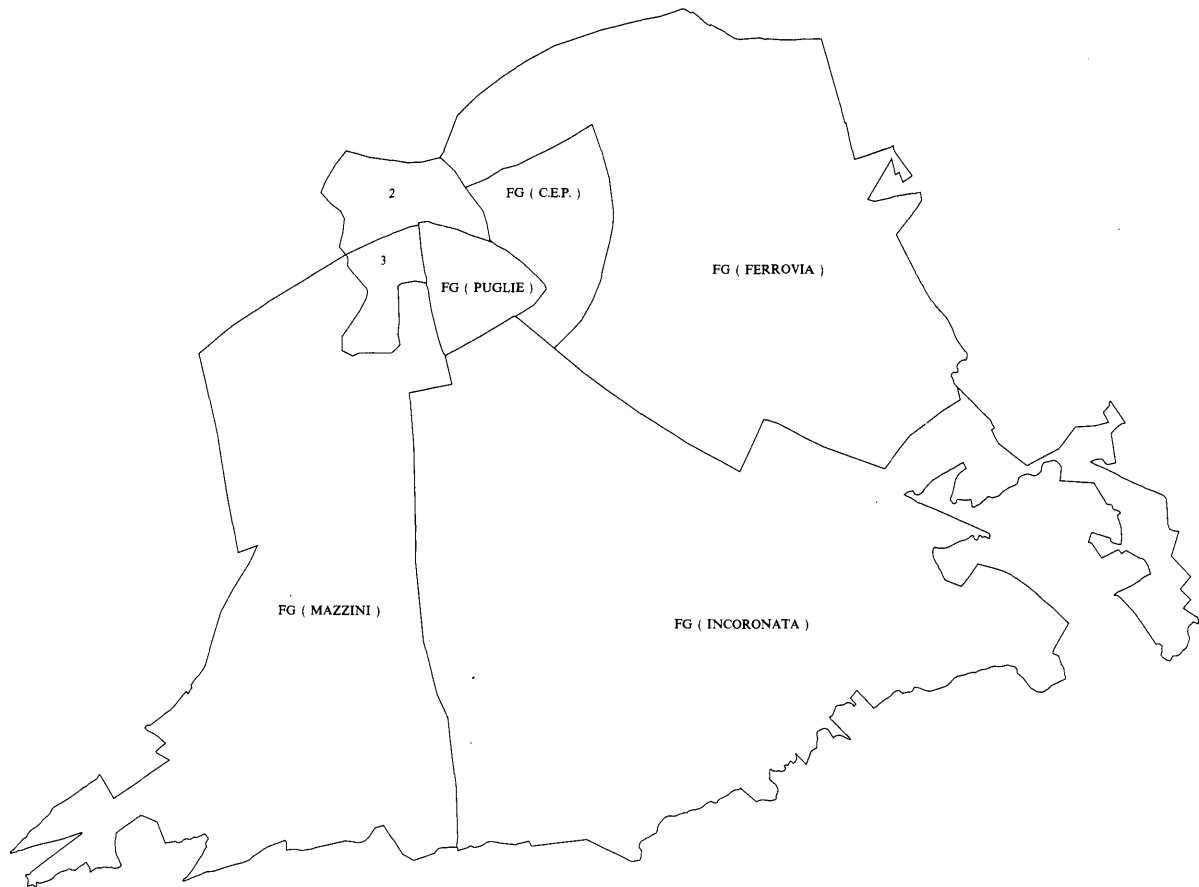 2
FG ( C.E.P. )
3
FG ( FERROVIA )
FG ( PUGLIE )
FG ( MAZZINI )
FG ( INCORONATA )